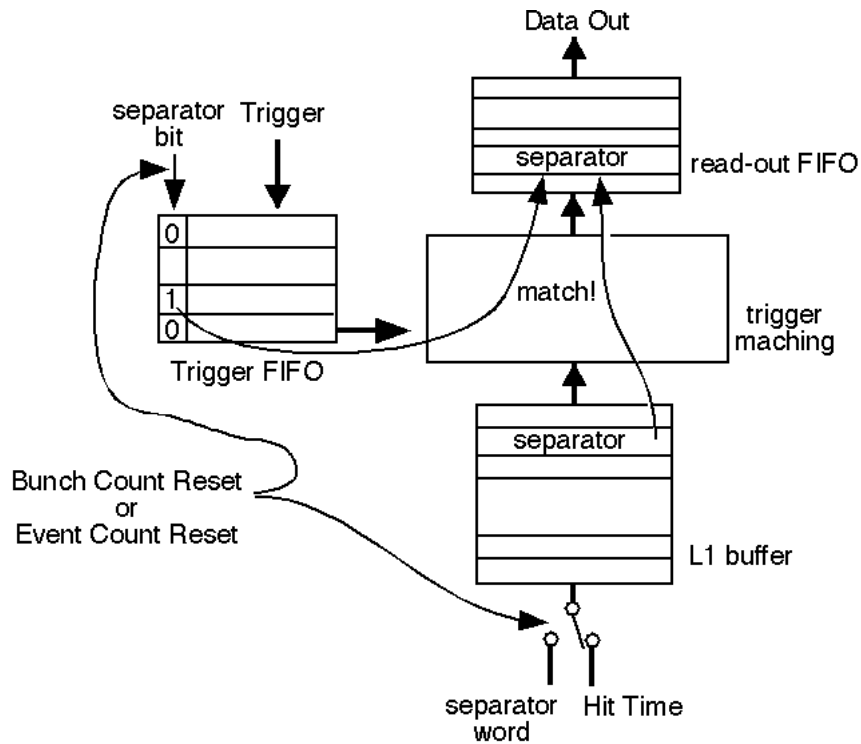 Data Out
separator
bit
Trigger
separator
read-out FIFO
0
1
0
match!
trigger
maching
Trigger FIFO
separator
Bunch Count Reset
or
Event Count Reset
L1 buffer
separator
word
Hit Time